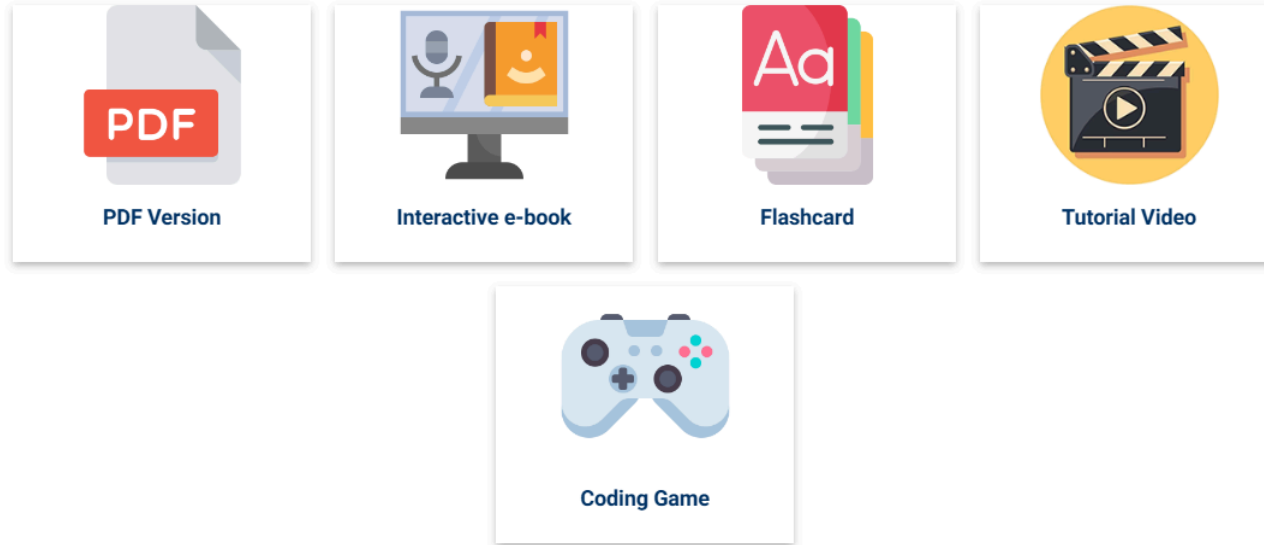 PDF
PDF Version
Interactive e-book
Aa
Flashcard
Tutorial Video
Coding Game